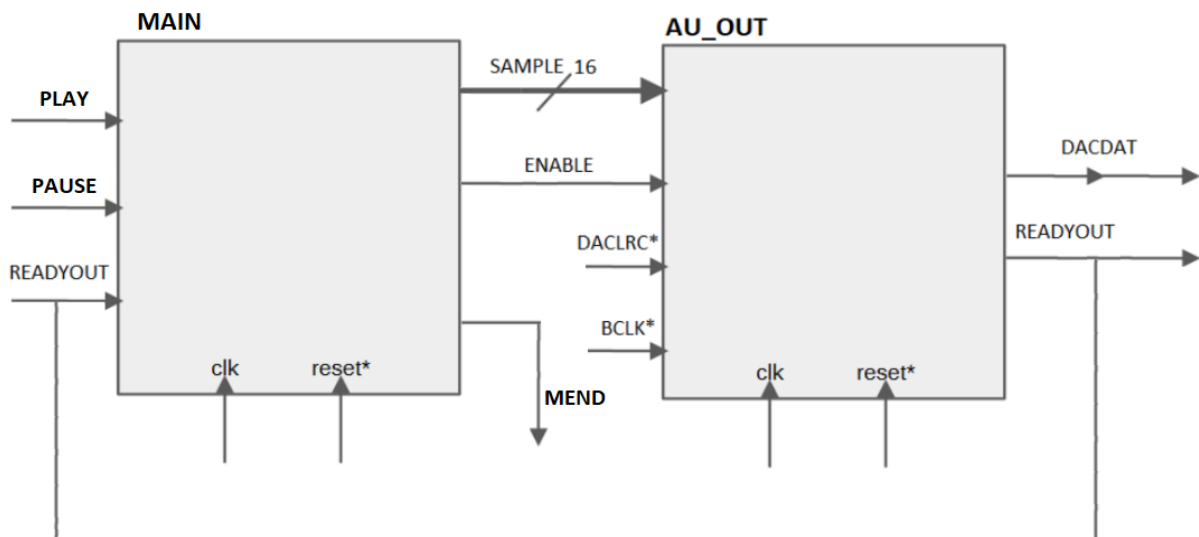 MAIN
AU_OUT
SAMPLE 16
PLAY
ENABLE
DACDAT
PAUSE
READYOUT
DACLRC*
READYOUT
BCLK*
clk
reset*
MEND
clk
reset*